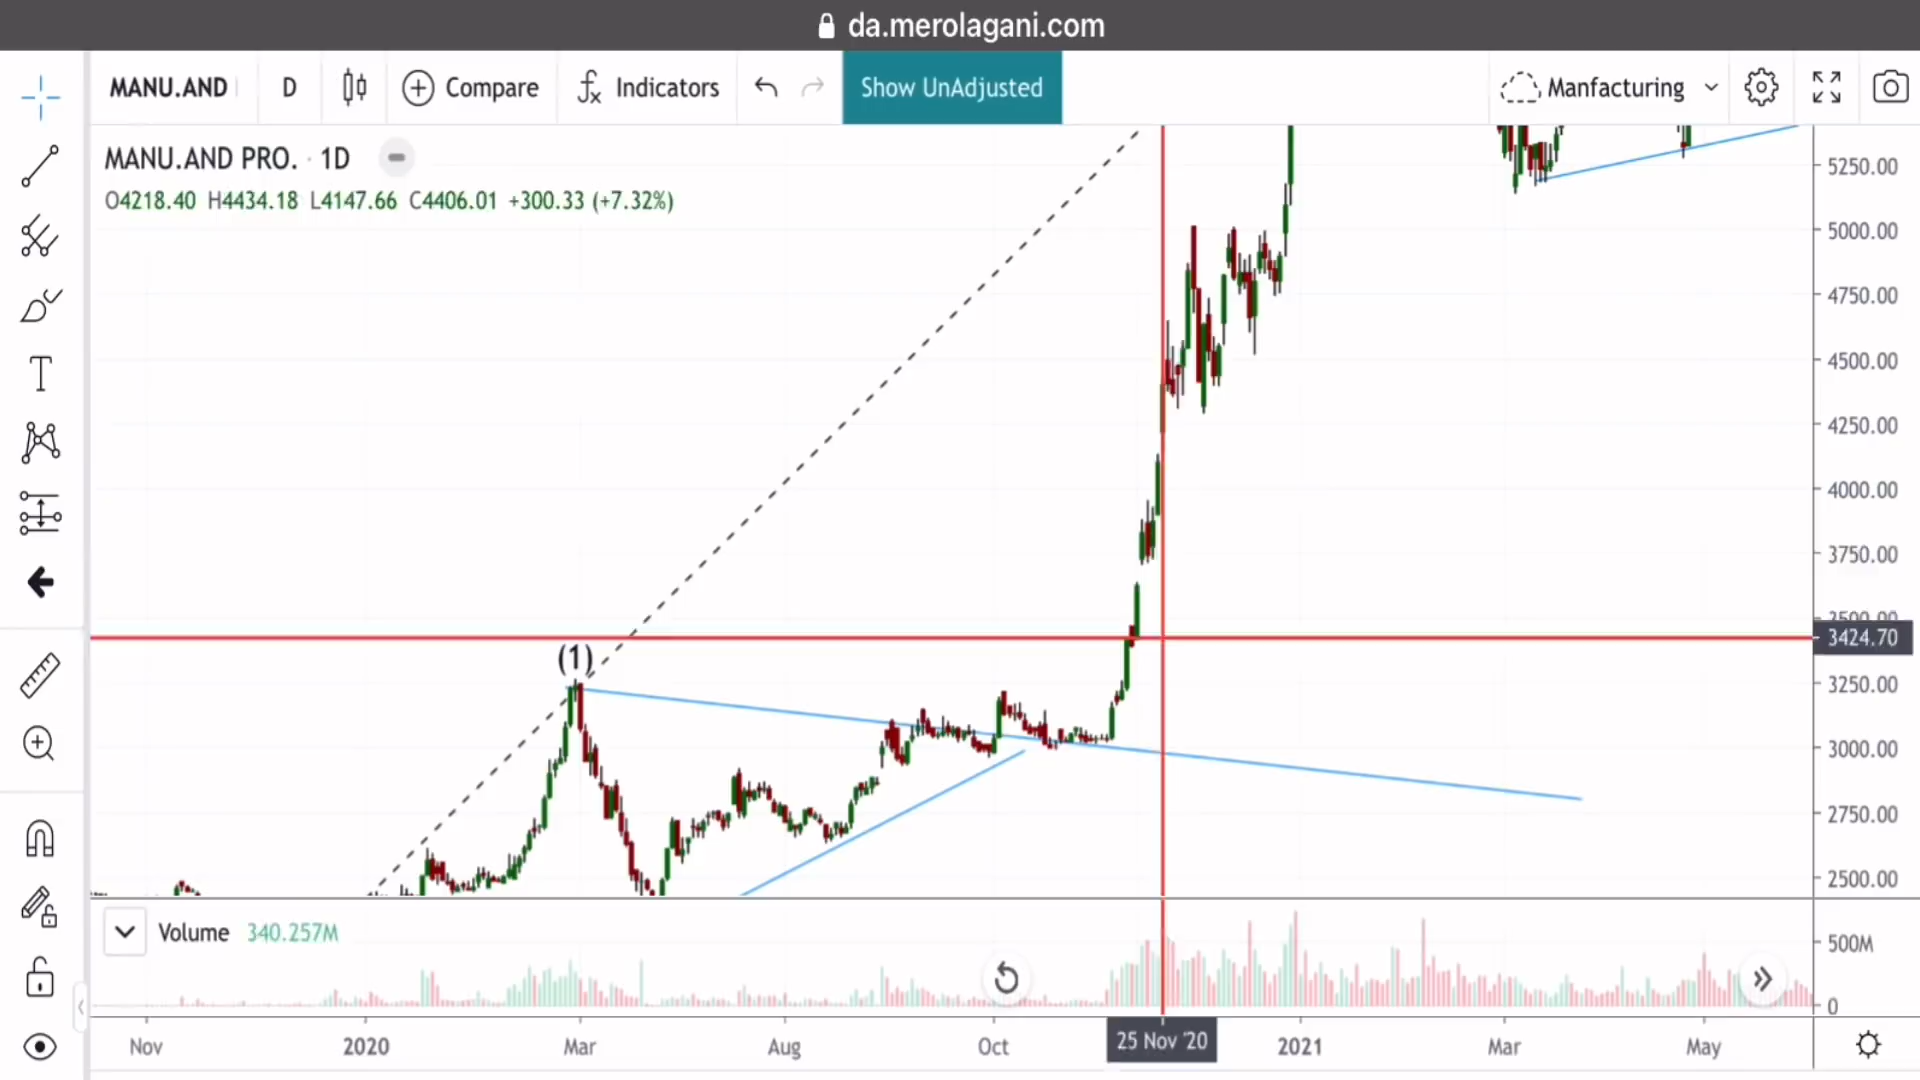 da.merolagani.com
MANU.AND D Compare Indicators Show UnAdjusted Manfacturing
MANU.AND PRO. · 1D
O4218.40 H4434.18 L4147.66 C4406.01 +300.33 (+7.32%)
5250.00
5000.00
4750.00
4500.00
4250.00
4000.00
3750.00
3500.00
3424.70
(1)
3250.00
3000.00
2750.00
2500.00
Volume 340.257M
500M
0
Nov 2020 Mar Aug Oct 25 Nov '20 2021 Mar May